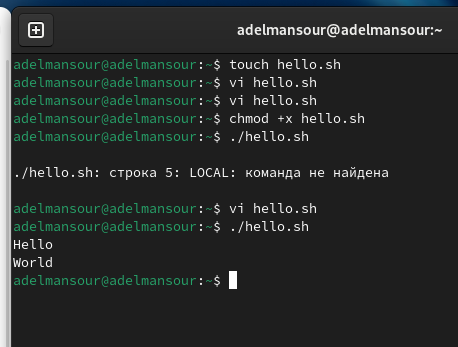 adelmansour@adelmansour:~
adelmansour@adelmansour:~$ touch hello.sh
adelmansour@adelmansour:~$ vi hello.sh
adelmansour@adelmansour:~$ vi hello.sh
adelmansour@adelmansour:~$ chmod +x hello.sh
adelmansour@adelmansour:~$ ./hello.sh
./hello.sh: строка 5: LOCAL: команда не найдена
adelmansour@adelmansour:~$ vi hello.sh
adelmansour@adelmansour:~$ ./hello.sh
Hello
World
adelmansour@adelmansour:~$